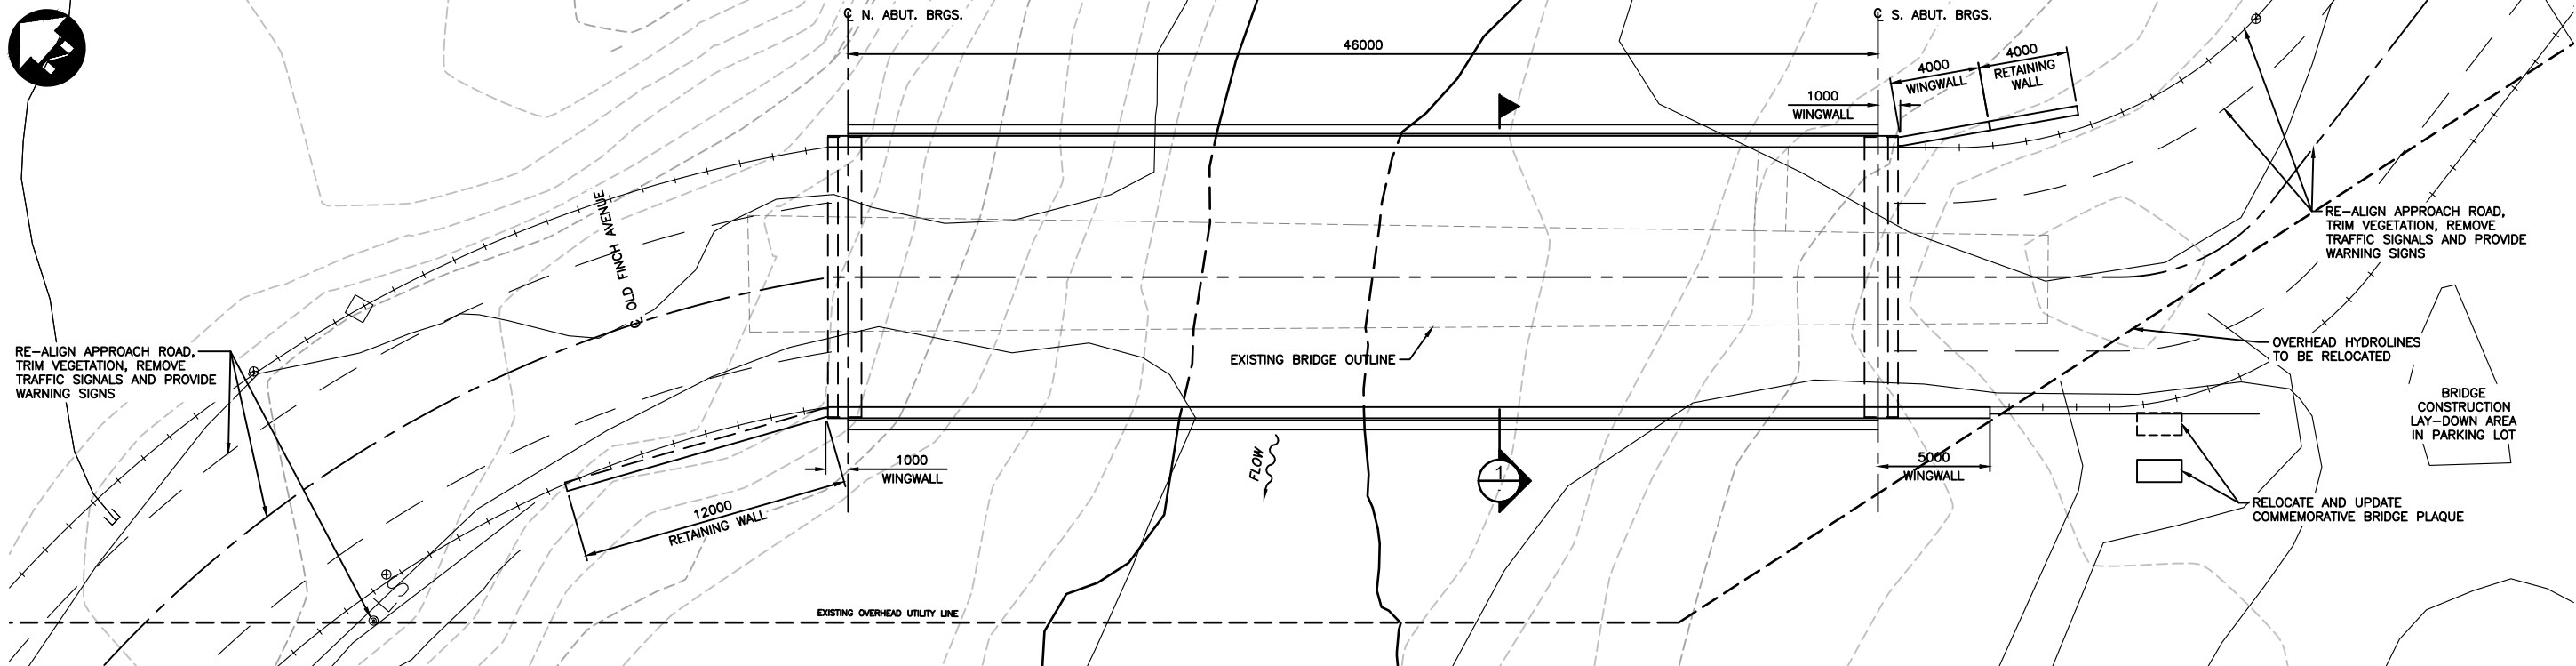 N
℄ N. ABUT. BRGS.
℄ S. ABUT. BRGS.
46000
4000
WINGWALL
4000
RETAINING
WALL
1000
WINGWALL
℄ OLD FINCH AVENUE
RE-ALIGN APPROACH ROAD,
TRIM VEGETATION, REMOVE
TRAFFIC SIGNALS AND PROVIDE
WARNING SIGNS
RE-ALIGN APPROACH ROAD,
TRIM VEGETATION, REMOVE
TRAFFIC SIGNALS AND PROVIDE
WARNING SIGNS
EXISTING BRIDGE OUTLINE
OVERHEAD HYDROLINES
TO BE RELOCATED
BRIDGE
CONSTRUCTION
LAY-DOWN AREA
IN PARKING LOT
1000
WINGWALL
12000
RETAINING WALL
FLOW
1
5000
WINGWALL
RELOCATE AND UPDATE
COMMEMORATIVE BRIDGE PLAQUE
EXISTING OVERHEAD UTILITY LINE